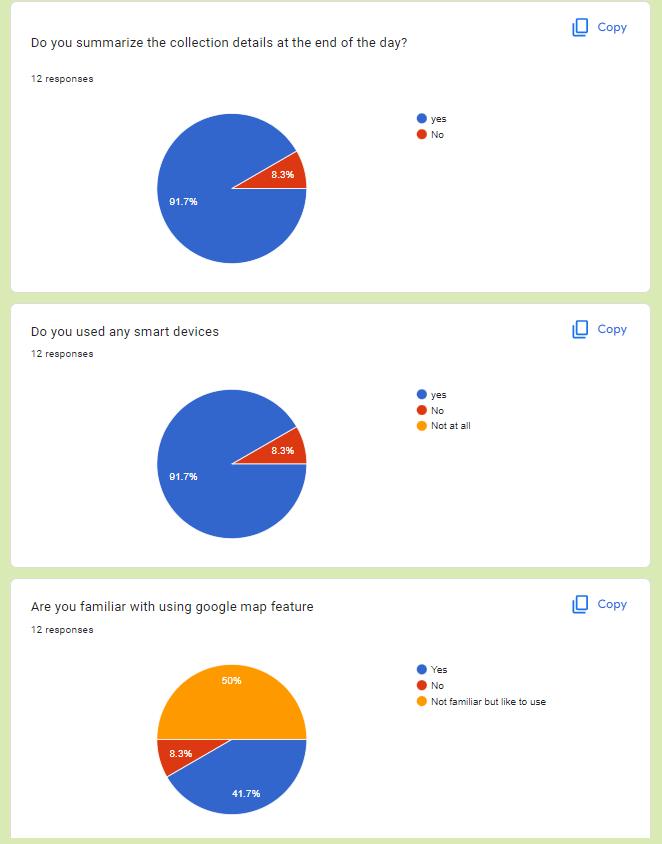 Copy
Do you summarize the collection details at the end of the day?
12 responses
yes
No
8.3%
91.7%
Copy
Do you used any smart devices
12 responses
yes
No
Not at all
8.3%
91.7%
Copy
Are you familiar with using google map feature
12 responses
Yes
No
Not familiar but like to use
50%
8.3%
41.7%